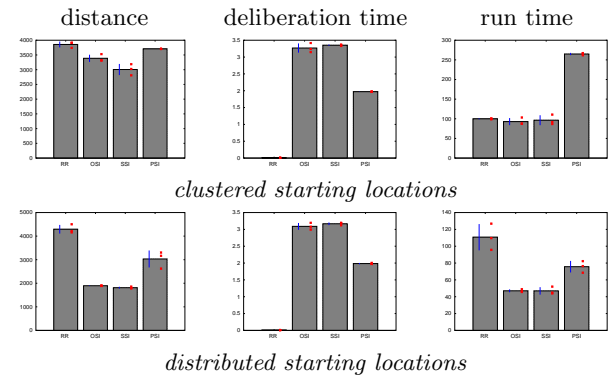 distance deliberation time run time
4000 3500 3000 2500 2000 1500 1000 500 0 RR OSI SSI PSI
3.5 3 2.5 2 1.5 1 0.5 0 RR OSI SSI PSI
300 250 200 150 100 50 0 RR OSI SSI PSI
clustered starting locations
5000 4000 3000 2000 1000 0 RR OSI SSI PSI
3.5 3 2.5 2 1.5 1 0.5 0 RR OSI SSI PSI
140 120 100 80 60 40 20 0 RR OSI SSI PSI
distributed starting locations